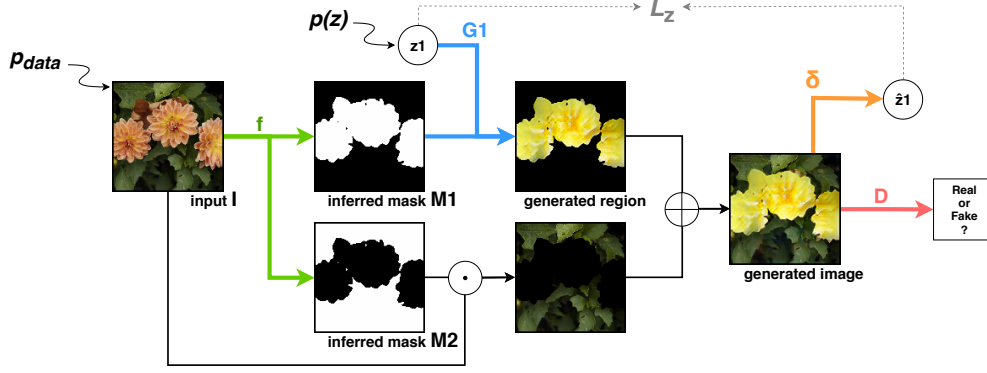 p(z)
z1
G1
L_z
p_data
δ
ẑ1
f
D
Real
or
Fake
?
input I
inferred mask M1
generated region
generated image
inferred mask M2